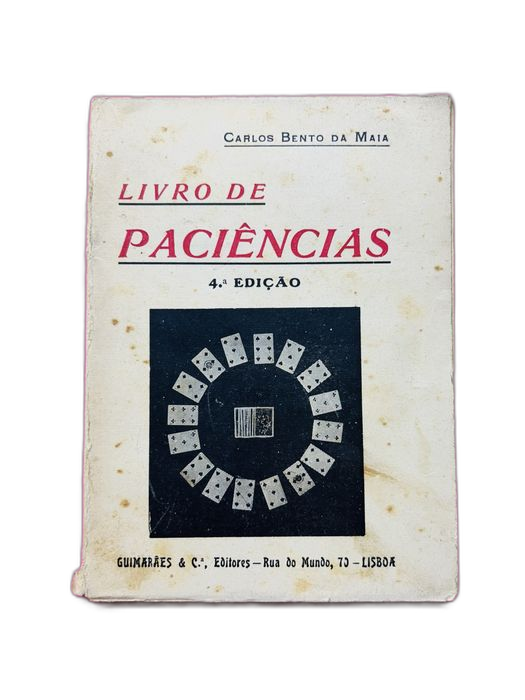 CARLOS BENTO DA MAIA
LIVRO DE
PACIÊNCIAS
4.ª EDIÇÃO
GUIMARÃES & C.ª, Editores — Rua do Mundo, 70 — LISBOA